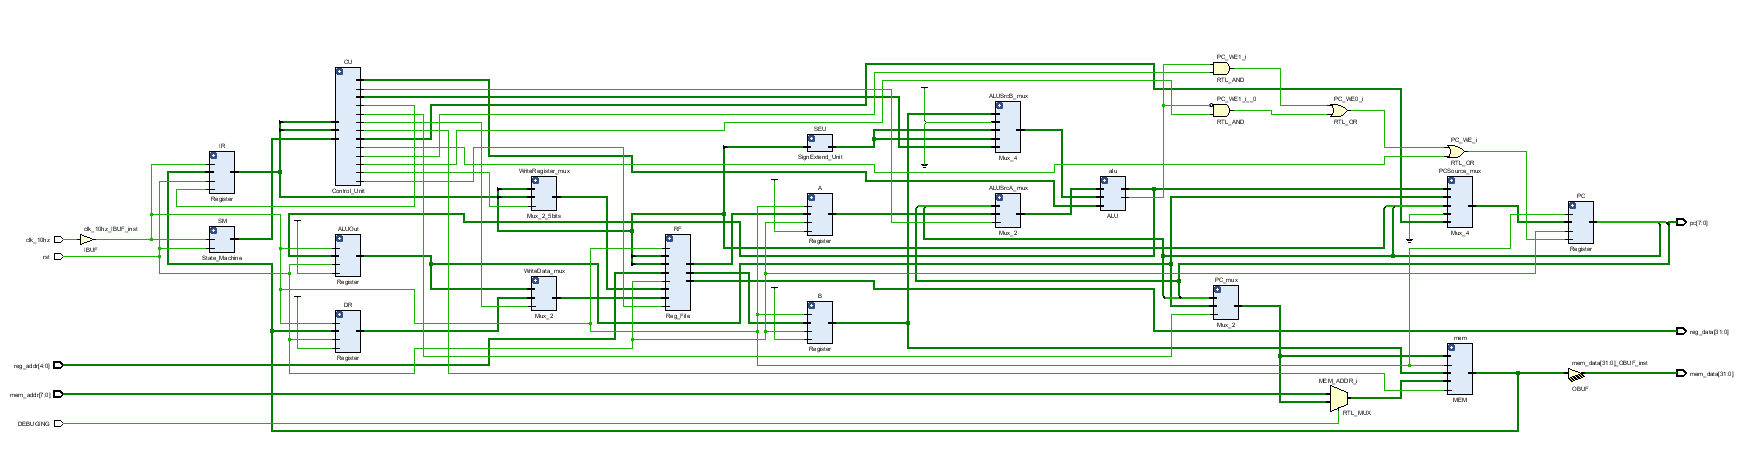 PC_WE1_i
CU
RTL_AND
ALUSrcB_mux
PC_WE1_i__0
PC_WE0_i
RTL_AND
RTL_OR
SEU
PC_WE_i
IR
SignExtend_Unit
Mux_4
RTL_OR
WriteRegister_mux
alu
PCSource_mux
Control_Unit
A
ALUSrcA_mux
PC
Register
Mux_2_5bits
ALU
SM
clk_10hz_IBUF_inst
ALUOut
RF
Register
Mux_2
Mux_4
pc[7:0]
clk_10hz
IBUF
Register
rst
State_Machine
WriteData_mux
Register
PC_mux
B
DR
Mux_2
Reg_File
Mux_2
reg_data[31:0]
mem
Register
Register
reg_addr[4:0]
mem_data[31:0]_OBUF_inst
mem_data[31:0]
MEM_ADDR_i
OBUF
mem_addr[7:0]
MEM
RTL_MUX
DEBUGING